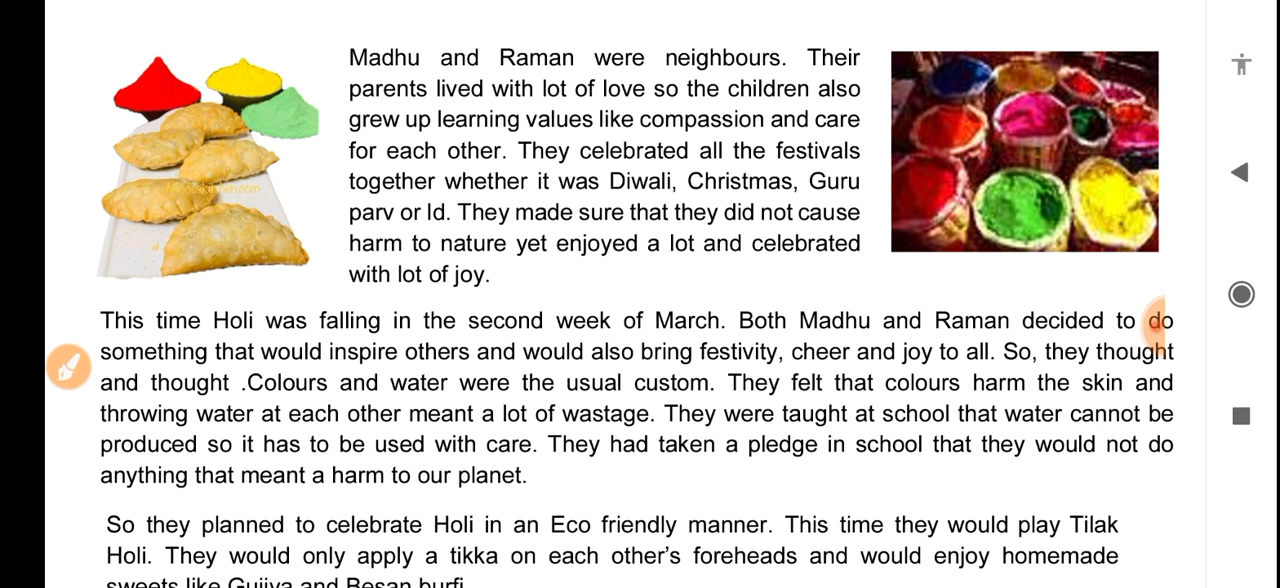 Madhu and Raman were neighbours. Their
parents lived with lot of love so the children also
grew up learning values like compassion and care
for each other. They celebrated all the festivals
together whether it was Diwali, Christmas, Guru
parv or Id. They made sure that they did not cause
harm to nature yet enjoyed a lot and celebrated
with lot of joy.
This time Holi was falling in the second week of March. Both Madhu and Raman decided to do
something that would inspire others and would also bring festivity, cheer and joy to all. So, they thought
and thought .Colours and water were the usual custom. They felt that colours harm the skin and
throwing water at each other meant a lot of wastage. They were taught at school that water cannot be
produced so it has to be used with care. They had taken a pledge in school that they would not do
anything that meant a harm to our planet.
So they planned to celebrate Holi in an Eco friendly manner. This time they would play Tilak
Holi. They would only apply a tikka on each other's foreheads and would enjoy homemade
sweets like Gujiya and Besan burfi